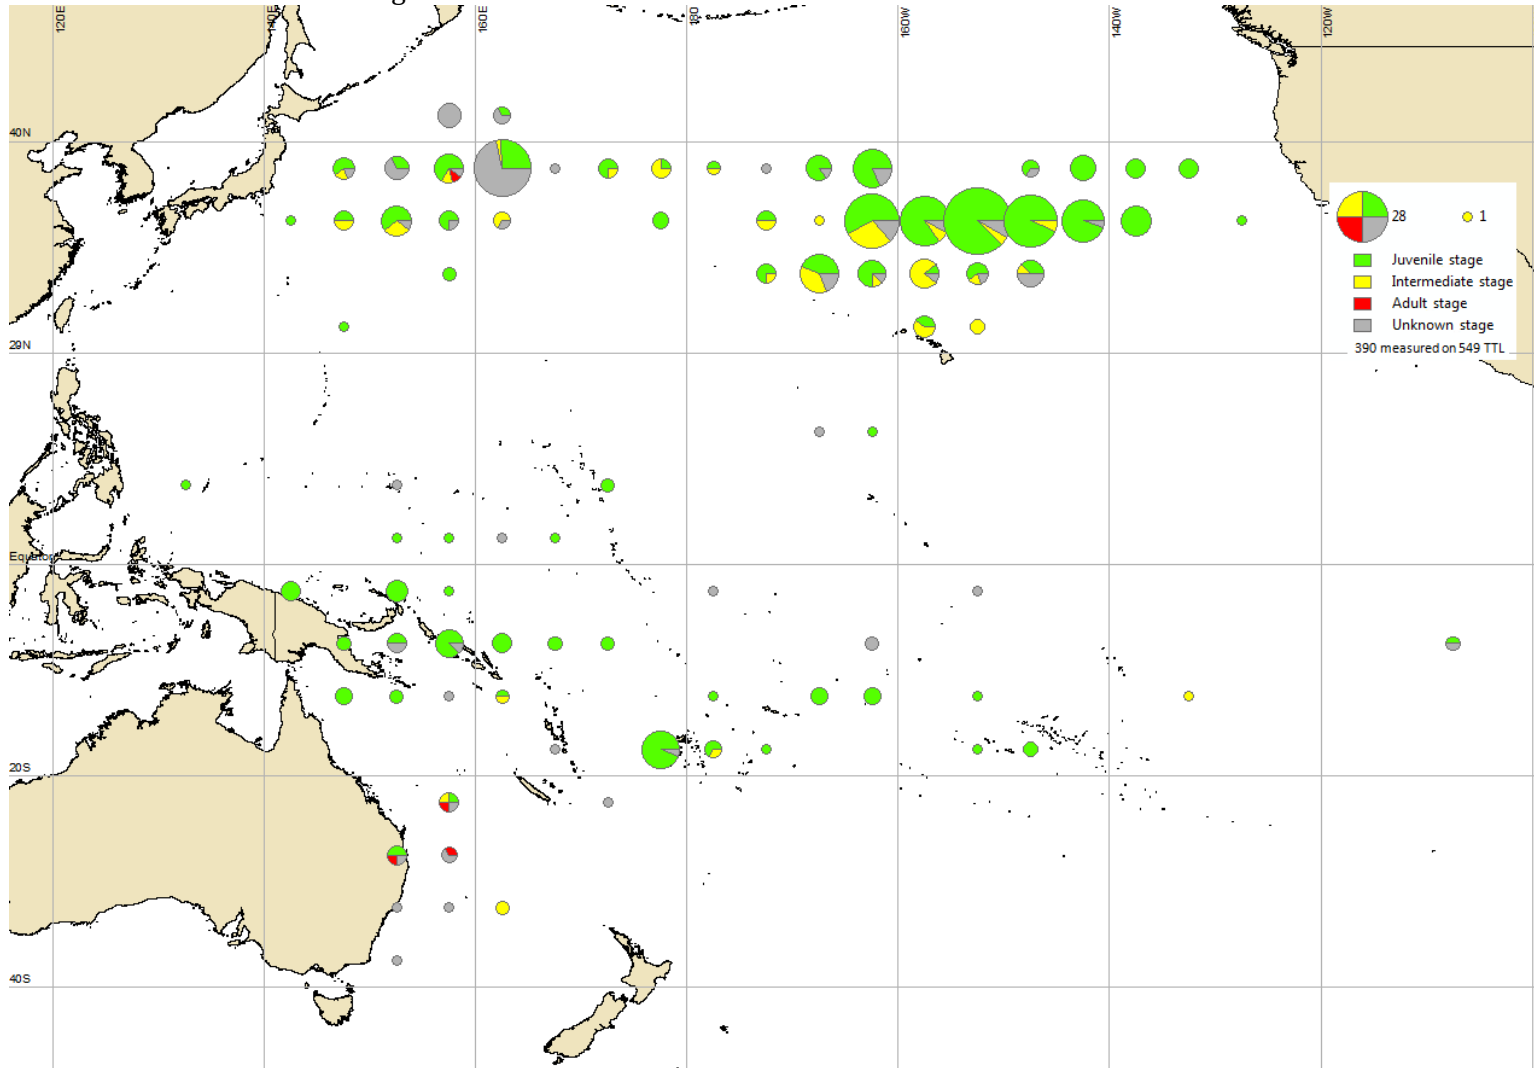 g
120E
140E
160E
180
160W
140W
120W
40N
28
1
Juvenile stage
Intermediate stage
Adult stage
Unknown stage
29N
390 measured on 549 TTL
Equator
20S
40S